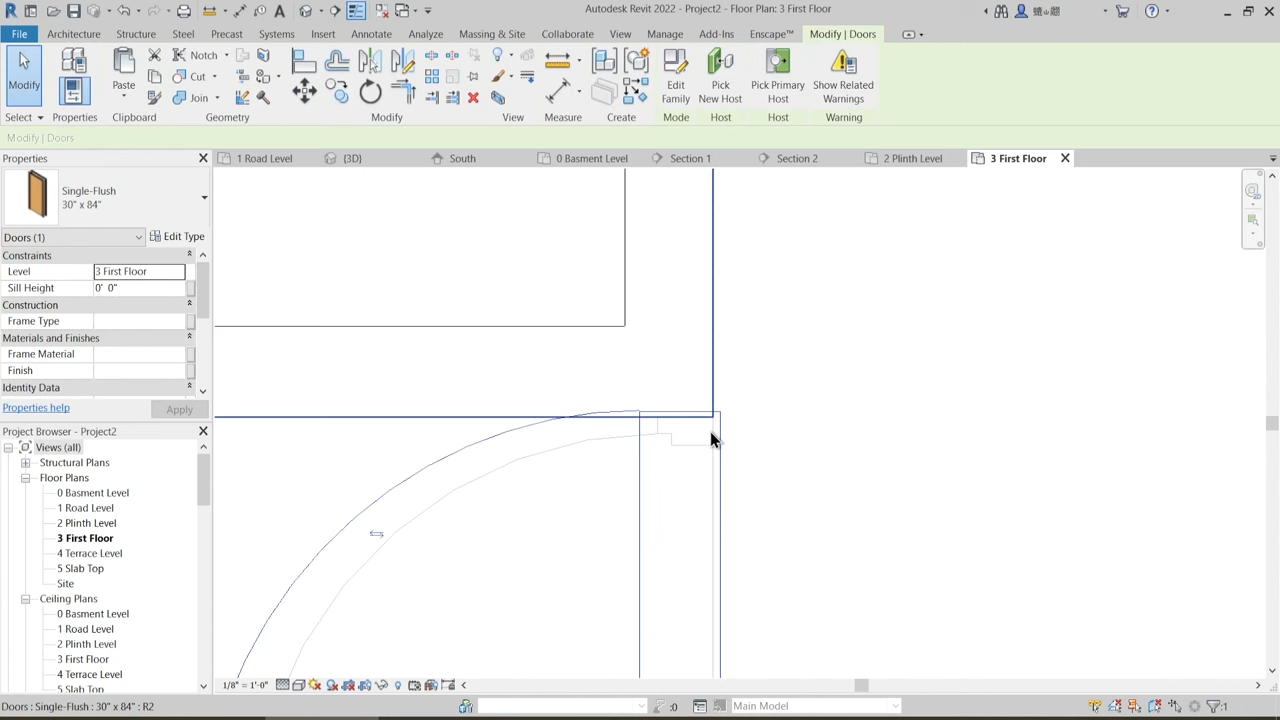 Autodesk Revit 2022 - Project2 - Floor Plan: 3 First Floor
File Architecture Structure Steel Precast Systems Insert Annotate Analyze Massing & Site Collaborate View Manage Add-Ins Enscape™ Modify | Doors
Modify
Paste
Notch
Cut
Join
Edit Family
Pick New Host
Pick Primary Host
Show Related Warnings
Select Properties Clipboard Geometry Modify View Measure Create Mode Host Host Warning
Modify | Doors
Properties
1 Road Level {3D} South 0 Basment Level Section 1 Section 2 2 Plinth Level 3 First Floor
Single-Flush
30" x 84"
Doors (1) Edit Type
Constraints
Level 3 First Floor
Sill Height 0' 0"
Construction
Frame Type
Materials and Finishes
Frame Material
Finish
Identity Data
Properties help Apply
Project Browser - Project2
Views (all)
Structural Plans
Floor Plans
0 Basment Level
1 Road Level
2 Plinth Level
3 First Floor
4 Terrace Level
5 Slab Top
Site
Ceiling Plans
0 Basment Level
1 Road Level
2 Plinth Level
3 First Floor
4 Terrace Level
5 Slab Top
1/8" = 1'-0"
Doors : Single-Flush : 30" x 84" : R2 :0 Main Model :1